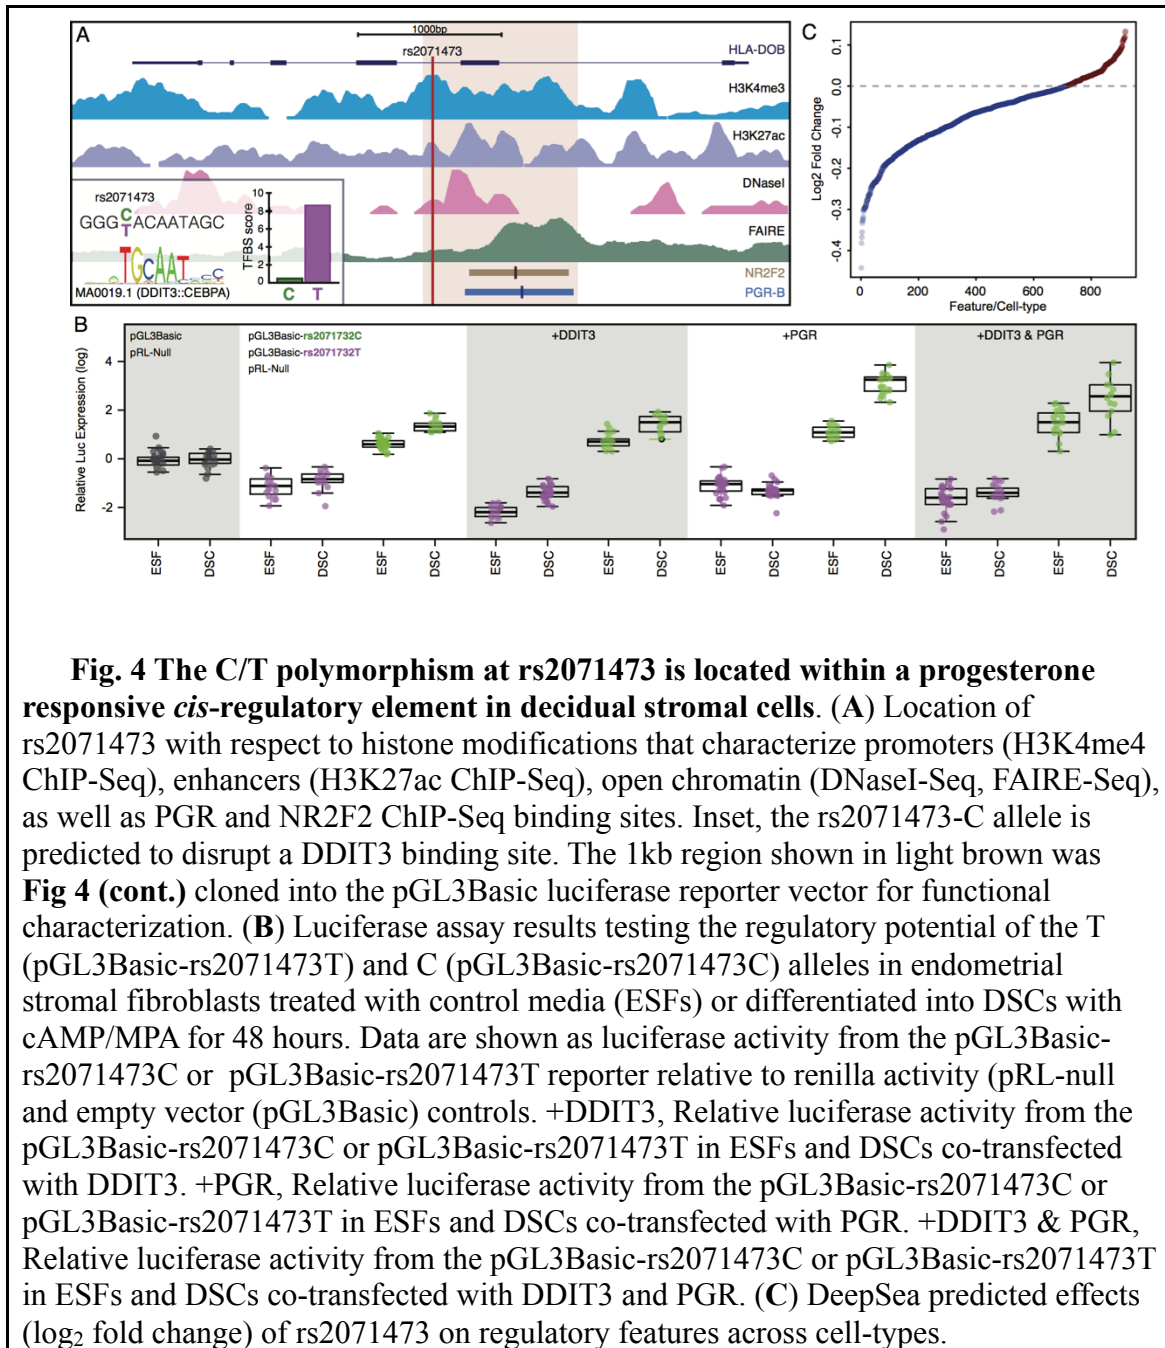 A
1000bp
rs2071473
HLA-DOB
H3K4me3
H3K27ac
DNaseI
FAIRE
NR2F2
PGR-B
rs2071473
C
GGG ACAATAGC
T
TGCAAT
MA0019.1 (DDIT3::CEBPA)
TFBS score
10
8
6
4
2
0
C T
C
Log2 Fold Change
0.1
0.0
-0.1
-0.2
-0.3
-0.4
0 200 400 600 800
Feature/Cell-type
B
Relative Luc Expression (log)
4
2
0
-2
pGL3Basic
pRL-Null
pGL3Basic-rs2071732C
pGL3Basic-rs2071732T
pRL-Null
+DDIT3
+PGR
+DDIT3 & PGR
ESF DSC ESF DSC ESF DSC ESF DSC ESF DSC ESF DSC ESF DSC ESF DSC ESF DSC
Fig. 4 The C/T polymorphism at rs2071473 is located within a progesterone
responsive cis-regulatory element in decidual stromal cells. (A) Location of
rs2071473 with respect to histone modifications that characterize promoters (H3K4me4
ChIP-Seq), enhancers (H3K27ac ChIP-Seq), open chromatin (DNaseI-Seq, FAIRE-Seq),
as well as PGR and NR2F2 ChIP-Seq binding sites. Inset, the rs2071473-C allele is
predicted to disrupt a DDIT3 binding site. The 1kb region shown in light brown was
Fig 4 (cont.) cloned into the pGL3Basic luciferase reporter vector for functional
characterization. (B) Luciferase assay results testing the regulatory potential of the T
(pGL3Basic-rs2071473T) and C (pGL3Basic-rs2071473C) alleles in endometrial
stromal fibroblasts treated with control media (ESFs) or differentiated into DSCs with
cAMP/MPA for 48 hours. Data are shown as luciferase activity from the pGL3Basic-
rs2071473C or pGL3Basic-rs2071473T reporter relative to renilla activity (pRL-null
and empty vector (pGL3Basic) controls. +DDIT3, Relative luciferase activity from the
pGL3Basic-rs2071473C or pGL3Basic-rs2071473T in ESFs and DSCs co-transfected
with DDIT3. +PGR, Relative luciferase activity from the pGL3Basic-rs2071473C or
pGL3Basic-rs2071473T in ESFs and DSCs co-transfected with PGR. +DDIT3 & PGR,
Relative luciferase activity from the pGL3Basic-rs2071473C or pGL3Basic-rs2071473T
in ESFs and DSCs co-transfected with DDIT3 and PGR. (C) DeepSea predicted effects
(log2 fold change) of rs2071473 on regulatory features across cell-types.